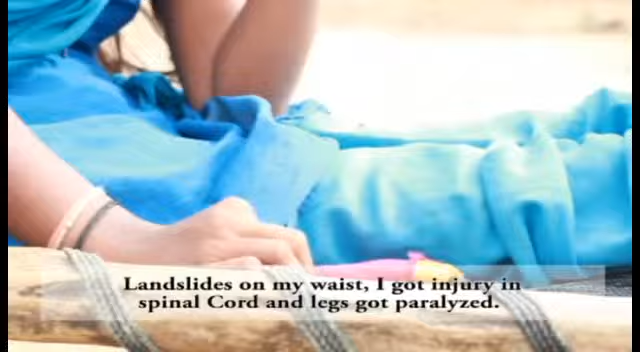 Landslides on my waist, I got injury in
spinal Cord and legs got paralyzed.